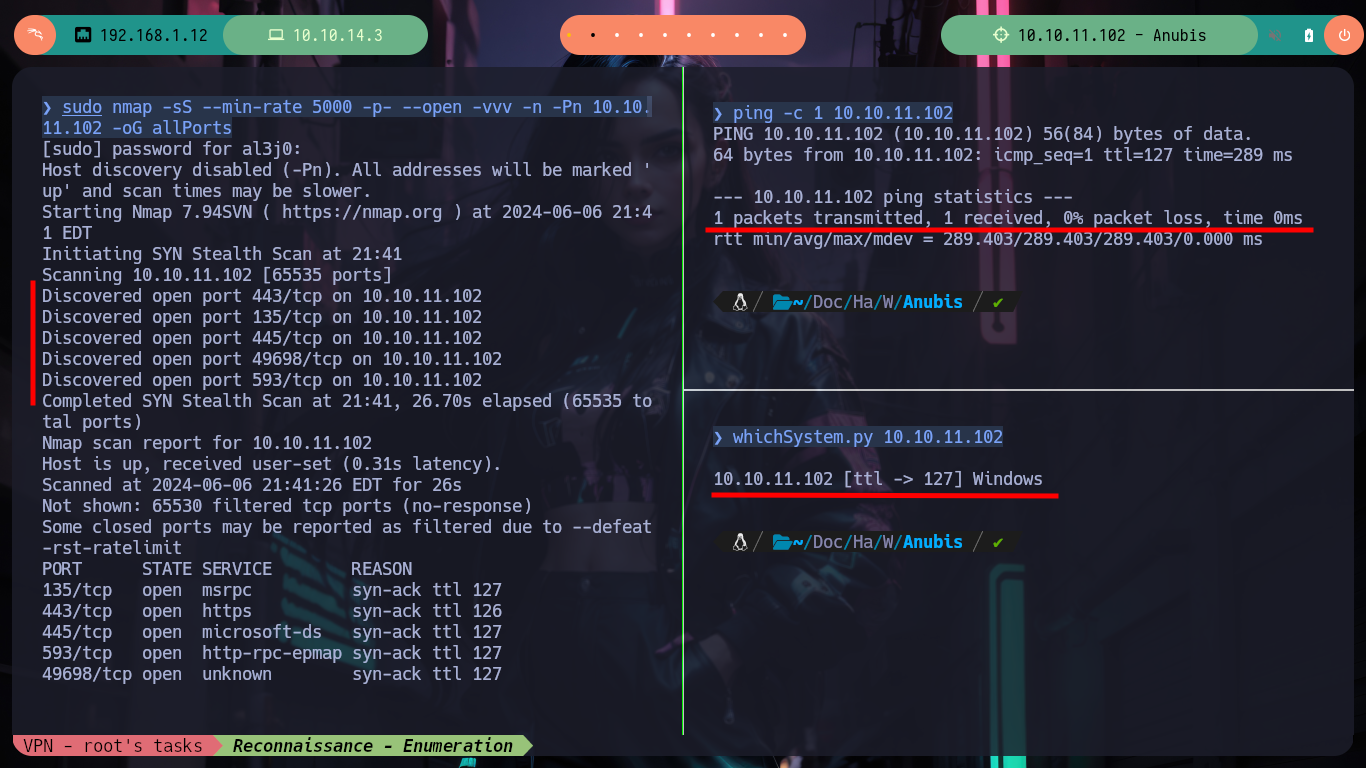 192.168.1.12
10.10.14.3
10.10.11.102 - Anubis
❯ sudo nmap -sS --min-rate 5000 -p- --open -vvv -n -Pn 10.10.
11.102 -oG allPorts
[sudo] password for al3j0:
Host discovery disabled (-Pn). All addresses will be marked '
up' and scan times may be slower.
Starting Nmap 7.94SVN ( https://nmap.org ) at 2024-06-06 21:4
1 EDT
Initiating SYN Stealth Scan at 21:41
Scanning 10.10.11.102 [65535 ports]
Discovered open port 443/tcp on 10.10.11.102
Discovered open port 135/tcp on 10.10.11.102
Discovered open port 445/tcp on 10.10.11.102
Discovered open port 49698/tcp on 10.10.11.102
Discovered open port 593/tcp on 10.10.11.102
Completed SYN Stealth Scan at 21:41, 26.70s elapsed (65535 to
tal ports)
Nmap scan report for 10.10.11.102
Host is up, received user-set (0.31s latency).
Scanned at 2024-06-06 21:41:26 EDT for 26s
Not shown: 65530 filtered tcp ports (no-response)
Some closed ports may be reported as filtered due to --defeat
-rst-ratelimit
PORT      STATE SERVICE        REASON
135/tcp   open  msrpc          syn-ack ttl 127
443/tcp   open  https          syn-ack ttl 126
445/tcp   open  microsoft-ds   syn-ack ttl 127
593/tcp   open  http-rpc-epmap syn-ack ttl 127
49698/tcp open  unknown        syn-ack ttl 127
❯ ping -c 1 10.10.11.102
PING 10.10.11.102 (10.10.11.102) 56(84) bytes of data.
64 bytes from 10.10.11.102: icmp_seq=1 ttl=127 time=289 ms
--- 10.10.11.102 ping statistics ---
1 packets transmitted, 1 received, 0% packet loss, time 0ms
rtt min/avg/max/mdev = 289.403/289.403/289.403/0.000 ms
~/Doc/Ha/W/Anubis ✔
❯ whichSystem.py 10.10.11.102
10.10.11.102 [ttl -> 127] Windows
~/Doc/Ha/W/Anubis ✔
VPN - root's tasks
Reconnaissance - Enumeration